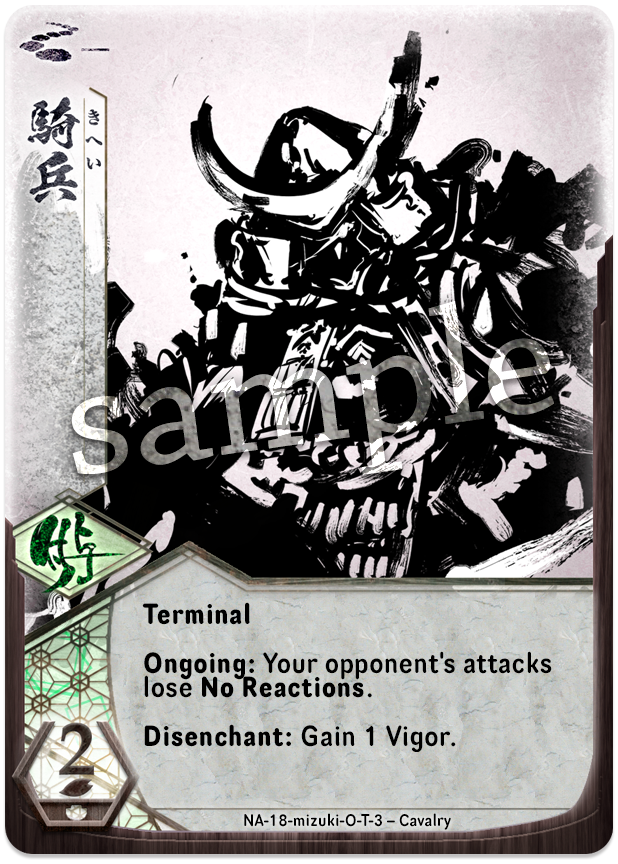 騎兵
きへい
sample
Terminal
Ongoing: Your opponent's attacks
lose No Reactions.
Disenchant: Gain 1 Vigor.
2
NA-18-mizuki-O-T-3 – Cavalry